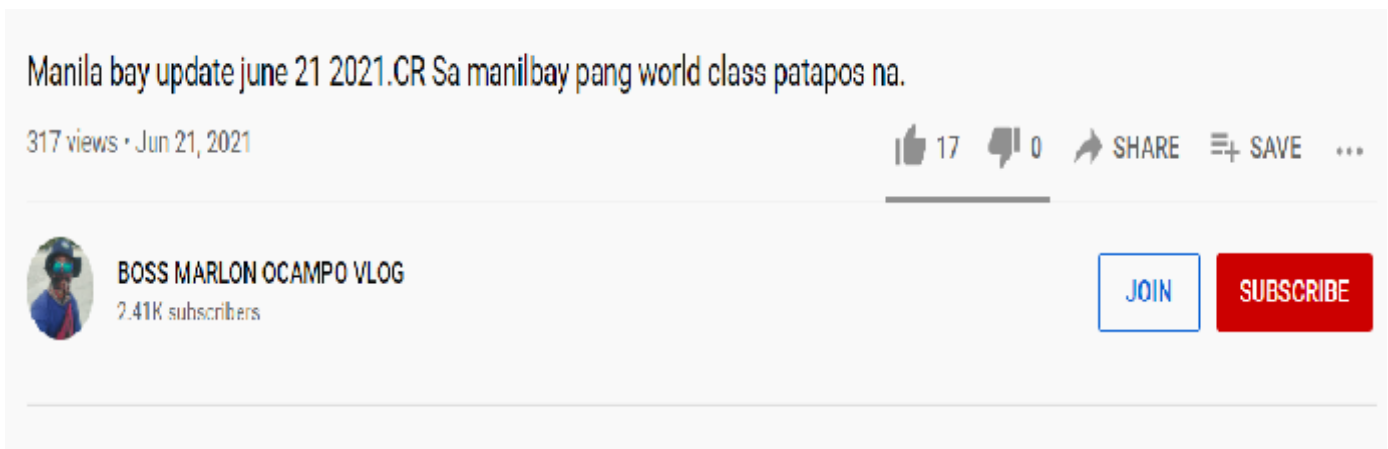 Manila bay update june 21 2021.CR Sa manilbay pang world class patapos na.
317 views • Jun 21, 2021
17 0 SHARE SAVE
BOSS MARLON OCAMPO VLOG
2.41K subscribers
JOIN SUBSCRIBE